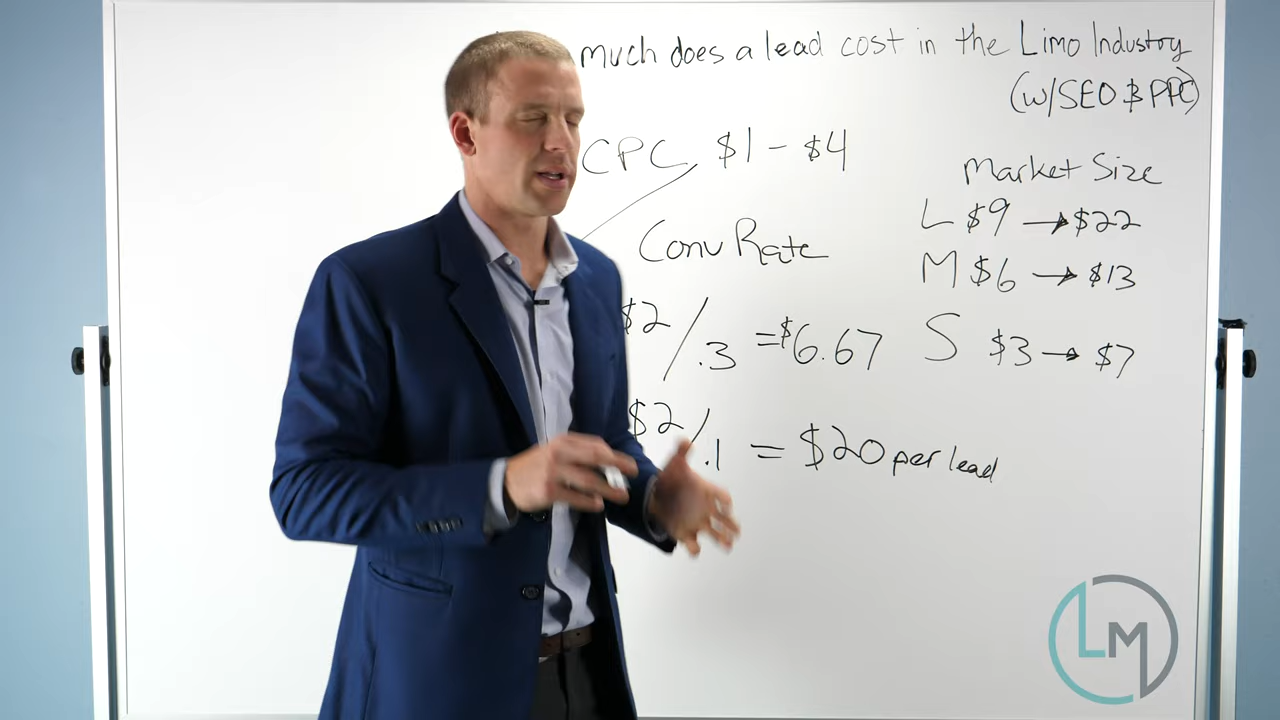 much does a lead cost in the Limo Industry
(w/SEO & PPC)
CPC $1 - $4
Conv Rate
$2/.3 = $6.67
$2/.1 = $20 per lead
Market Size
L $9 → $22
M $6 → $13
S $3 → $7
LM